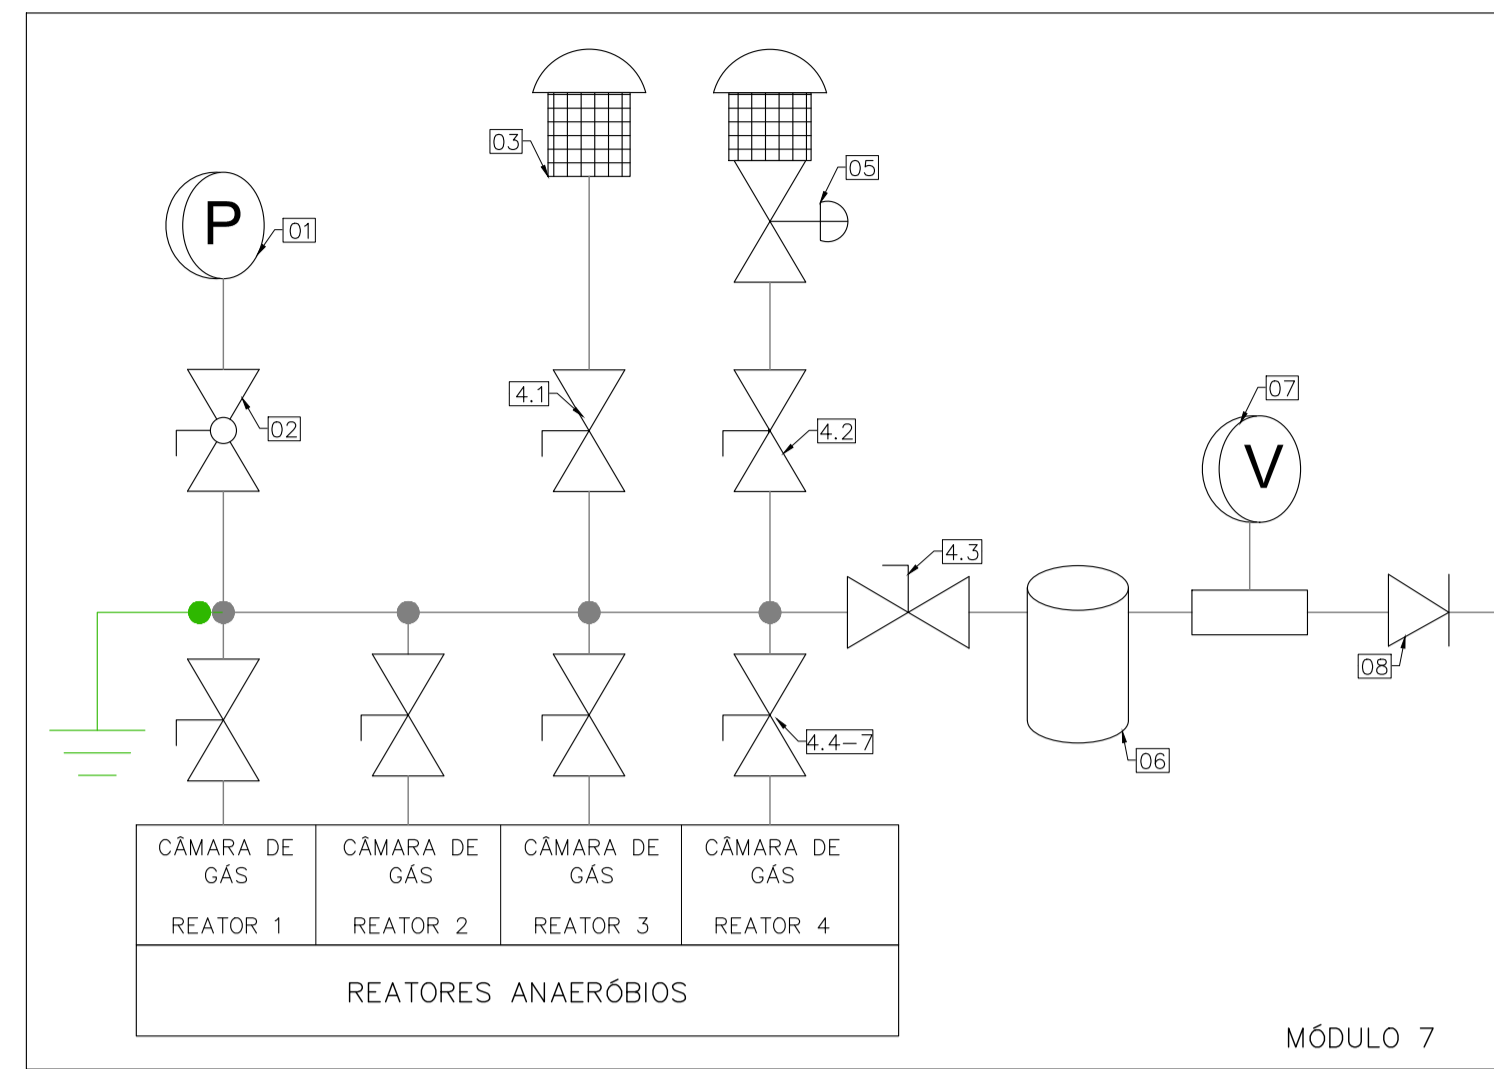 03
05
P
01
07
4.1
02
4.2
V
4.3
08
4.4-7
06
CÂMARA DE
GÁS
REATOR 1
CÂMARA DE
GÁS
REATOR 2
CÂMARA DE
GÁS
REATOR 3
CÂMARA DE
GÁS
REATOR 4
REATORES ANAERÓBIOS
MÓDULO 7